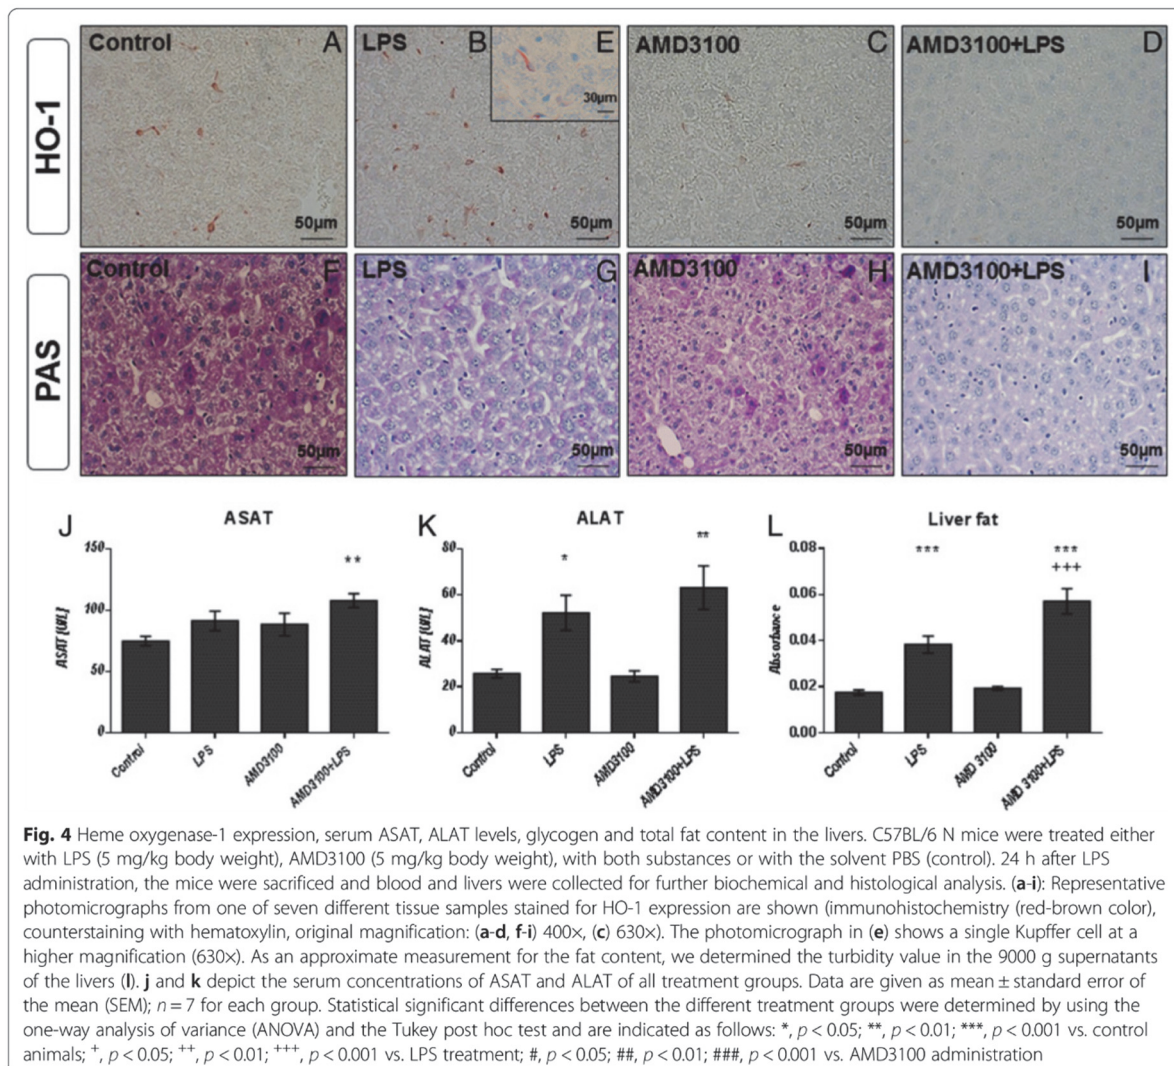 HO-1
Control A
LPS B
E
30µm
AMD3100 C
AMD3100+LPS D
50µm
50µm
50µm
50µm
PAS
Control F
LPS G
AMD3100 H
AMD3100+LPS I
50µm
50µm
50µm
50µm
J ASAT
ASAT [U/L]
150
100
50
0
**
Control
LPS
AMD3100
AMD3100+LPS
K ALAT
ALAT [U/L]
80
60
40
20
0
*
**
Control
LPS
AMD3100
AMD3100+LPS
L Liver fat
Absorbance
0.08
0.06
0.04
0.02
0.00
***
***
+++
Control
LPS
AMD 3100
AMD 3100+LPS
Fig. 4 Heme oxygenase-1 expression, serum ASAT, ALAT levels, glycogen and total fat content in the livers. C57BL/6 N mice were treated either
with LPS (5 mg/kg body weight), AMD3100 (5 mg/kg body weight), with both substances or with the solvent PBS (control). 24 h after LPS
administration, the mice were sacrificed and blood and livers were collected for further biochemical and histological analysis. (a-i): Representative
photomicrographs from one of seven different tissue samples stained for HO-1 expression are shown (immunohistochemistry (red-brown color),
counterstaining with hematoxylin, original magnification: (a-d, f-i) 400×, (c) 630×). The photomicrograph in (e) shows a single Kupffer cell at a
higher magnification (630×). As an approximate measurement for the fat content, we determined the turbidity value in the 9000 g supernatants
of the livers (l). j and k depict the serum concentrations of ASAT and ALAT of all treatment groups. Data are given as mean ± standard error of
the mean (SEM); n = 7 for each group. Statistical significant differences between the different treatment groups were determined by using the
one-way analysis of variance (ANOVA) and the Tukey post hoc test and are indicated as follows: *, p < 0.05; **, p < 0.01; ***, p < 0.001 vs. control
animals; +, p < 0.05; ++, p < 0.01; +++, p < 0.001 vs. LPS treatment; #, p < 0.05; ##, p < 0.01; ###, p < 0.001 vs. AMD3100 administration